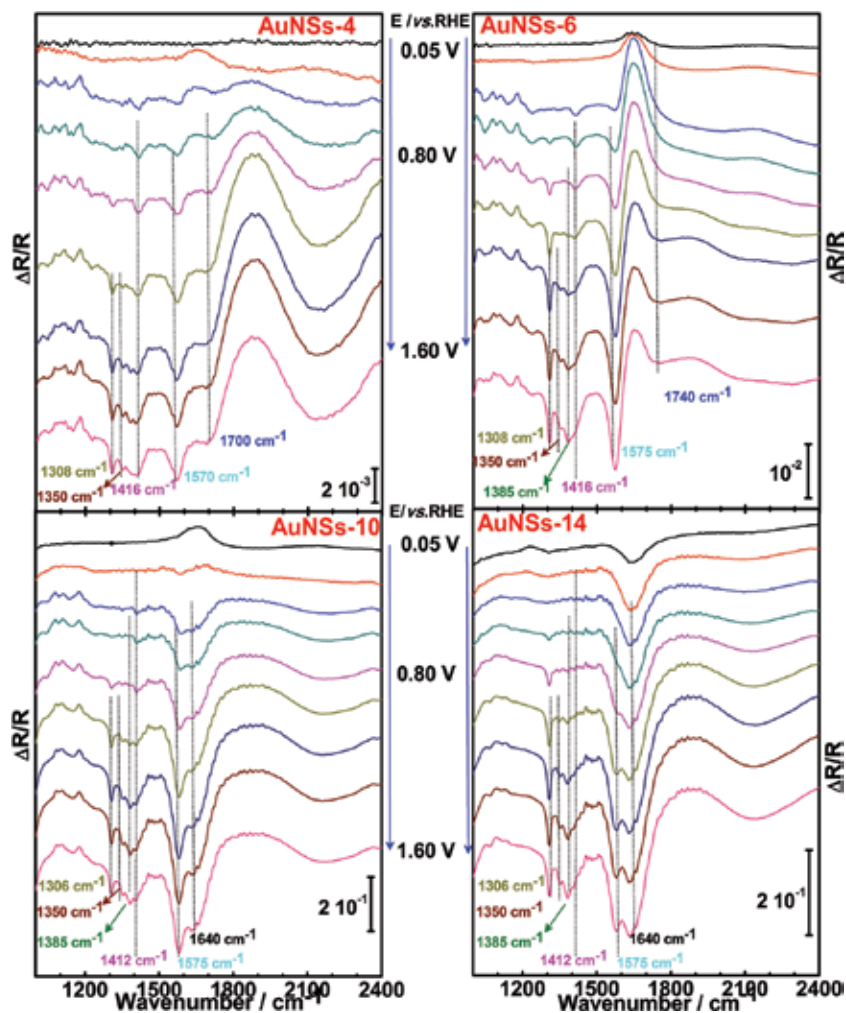 AuNSs-4
E /vs.RHE
AuNSs-6
0.05 V
0.80 V
1.60 V
ΔR/R
ΔR/R
1700 cm-1
1308 cm-1
1570 cm-1
1350 cm-1
1416 cm-1
2 10-3
1740 cm-1
1308 cm-1
1575 cm-1
1350 cm-1
1385 cm-1
1416 cm-1
10-2
AuNSs-10
E/vs.RHE
AuNSs-14
0.05 V
0.80 V
1.60 V
ΔR/R
ΔR/R
1306 cm-1
1350 cm-1
1385 cm-1
1640 cm-1
1412 cm-1
1575 cm-1
2 10-1
1306 cm-1
1350 cm-1
1385 cm-1
1640 cm-1
1412 cm-1
1575 cm-1
2 10-1
1200 1600 2000 2400
1200 1600 2000 2400
Wavenumber / cm-1
Wavenumber / cm-1